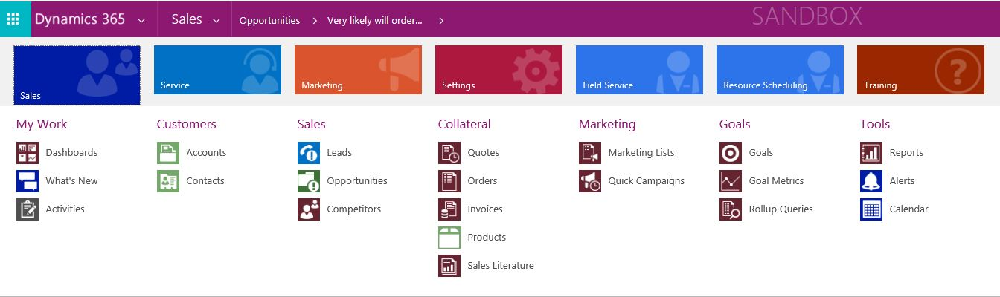 Dynamics 365 Sales Opportunities Very likely will order... SANDBOX
Sales Service Marketing Settings Field Service Resource Scheduling Training
My Work Customers Sales Collateral Marketing Goals Tools
Dashboards Accounts Leads Quotes Marketing Lists Goals Reports
What's New Contacts Opportunities Orders Quick Campaigns Goal Metrics Alerts
Activities Competitors Invoices Rollup Queries Calendar
Products
Sales Literature